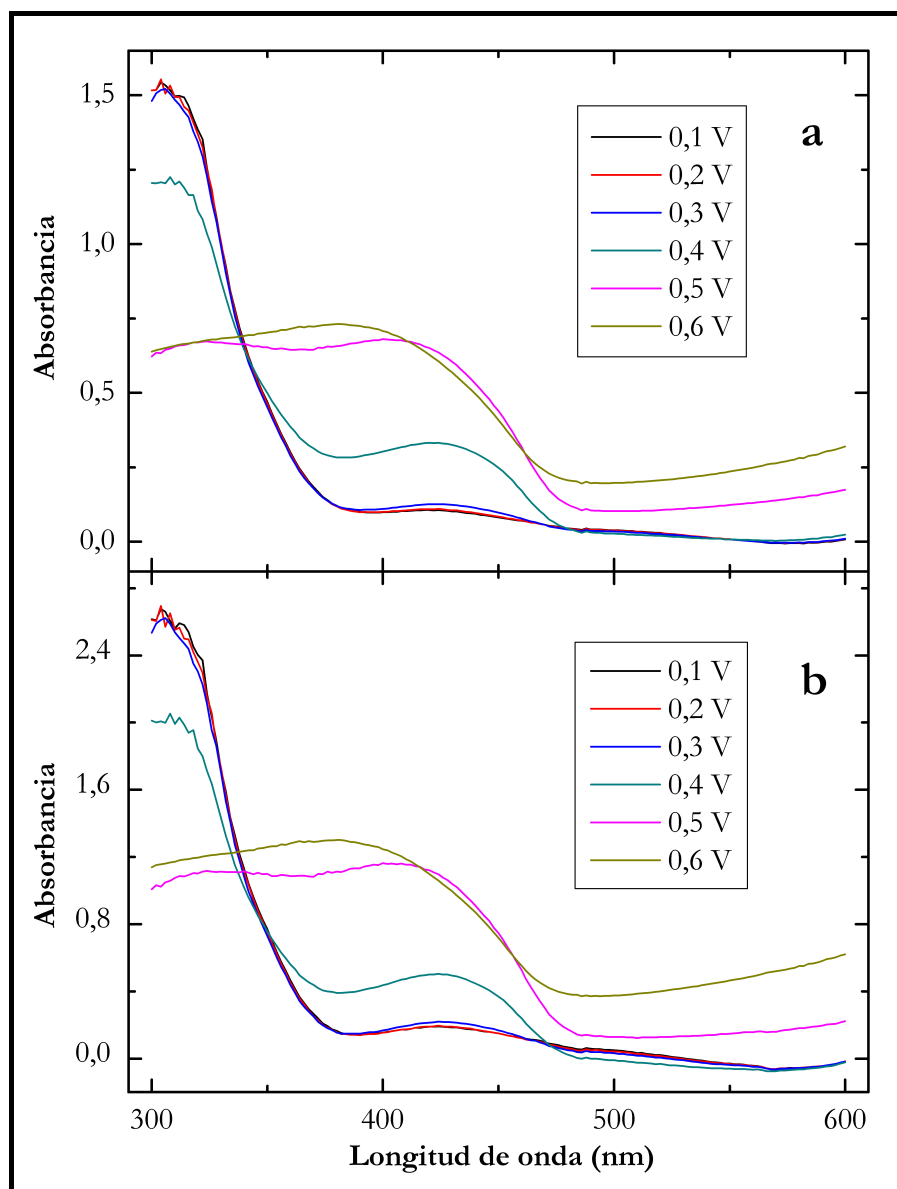 a
0,1 V
0,2 V
0,3 V
0,4 V
0,5 V
0,6 V
Absorbancia
1,5
1,0
0,5
0,0
b
0,1 V
0,2 V
0,3 V
0,4 V
0,5 V
0,6 V
Absorbancia
2,4
1,6
0,8
0,0
300
400
500
600
Longitud de onda (nm)